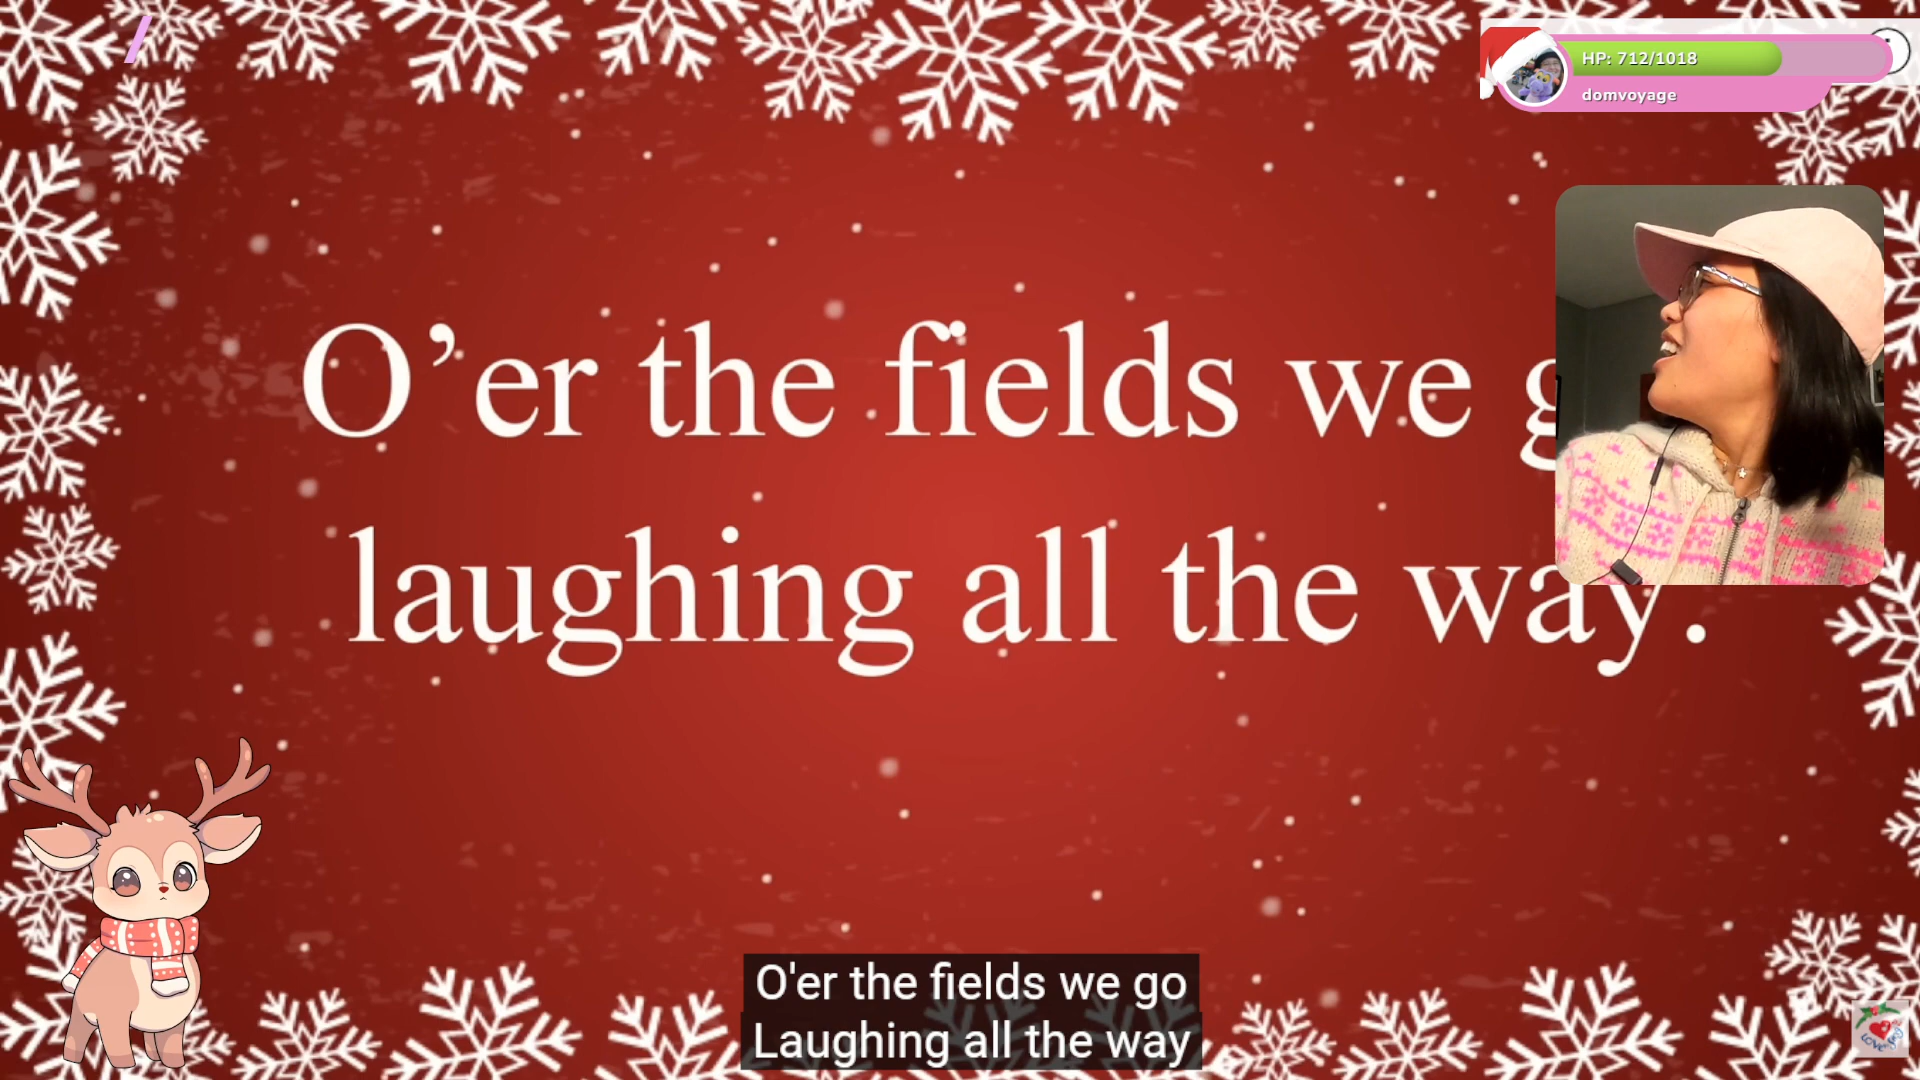 HP: 712/1018
domvoyage
O’er the fields we g
laughing all the way.
O'er the fields we go
Laughing all the way